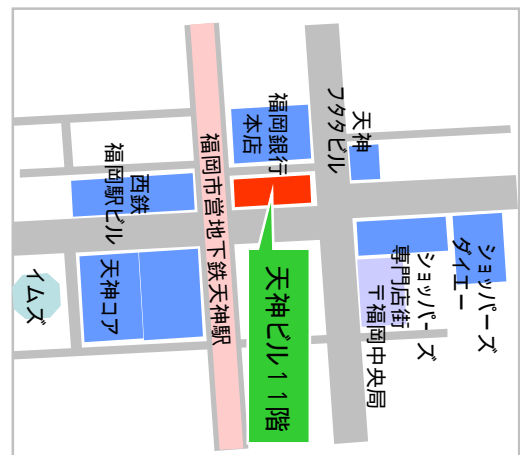 天神
フタタビル
福岡銀行
本店
西鉄
福岡駅ビル
福岡市営地下鉄天神駅
天神ビル11階
ショッパーズ
ダイエー
ショッパーズ
専門店街
〒福岡中央局
天神コア
イムズ